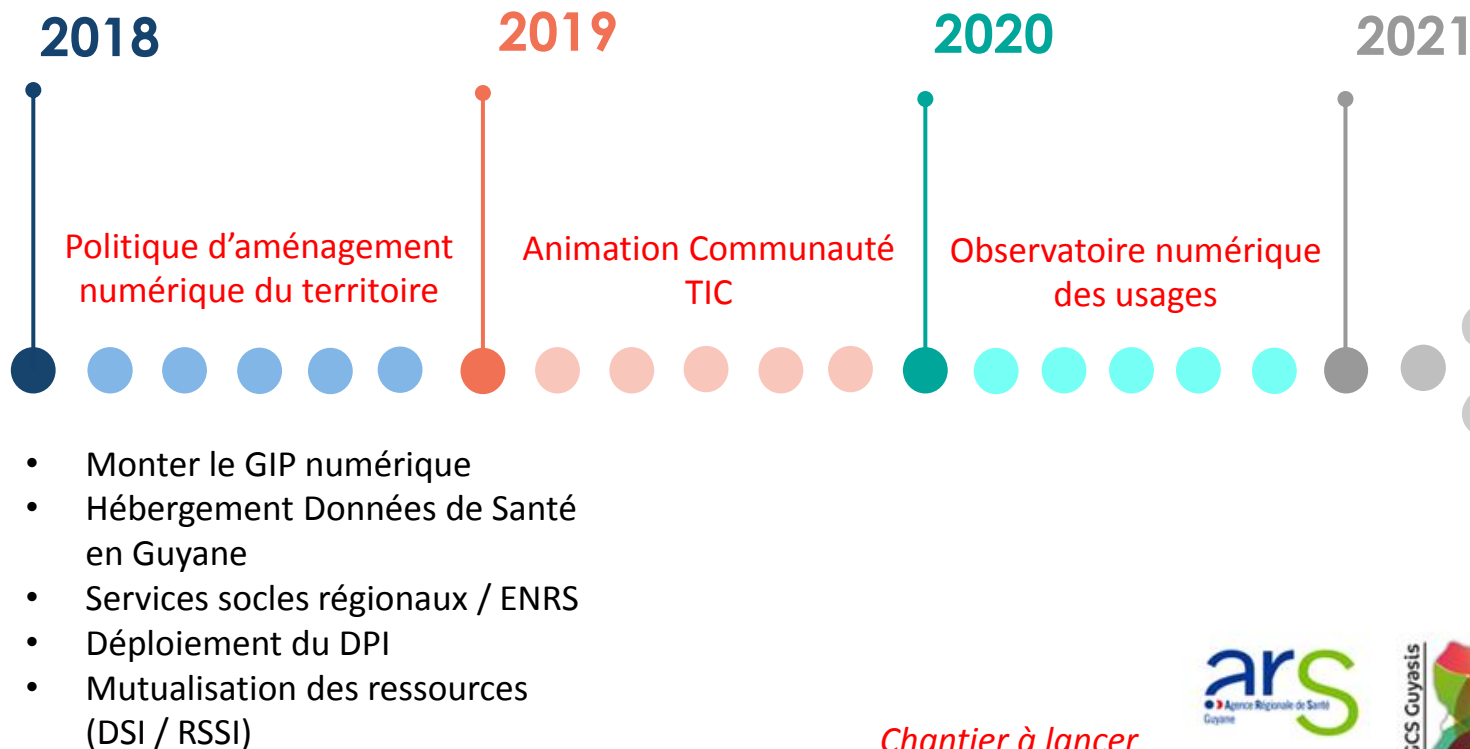 2018
2019
2020
2021
Politique d’aménagement
numérique du territoire
Animation Communauté
TIC
Observatoire numérique
des usages
• Monter le GIP numérique
• Hébergement Données de Santé
en Guyane
• Services socles régionaux / ENRS
• Déploiement du DPI
• Mutualisation des ressources
(DSI / RSSI)
Chantier à lancer
ars
Agence Régionale de Santé
Guyane
GCS Guyasis